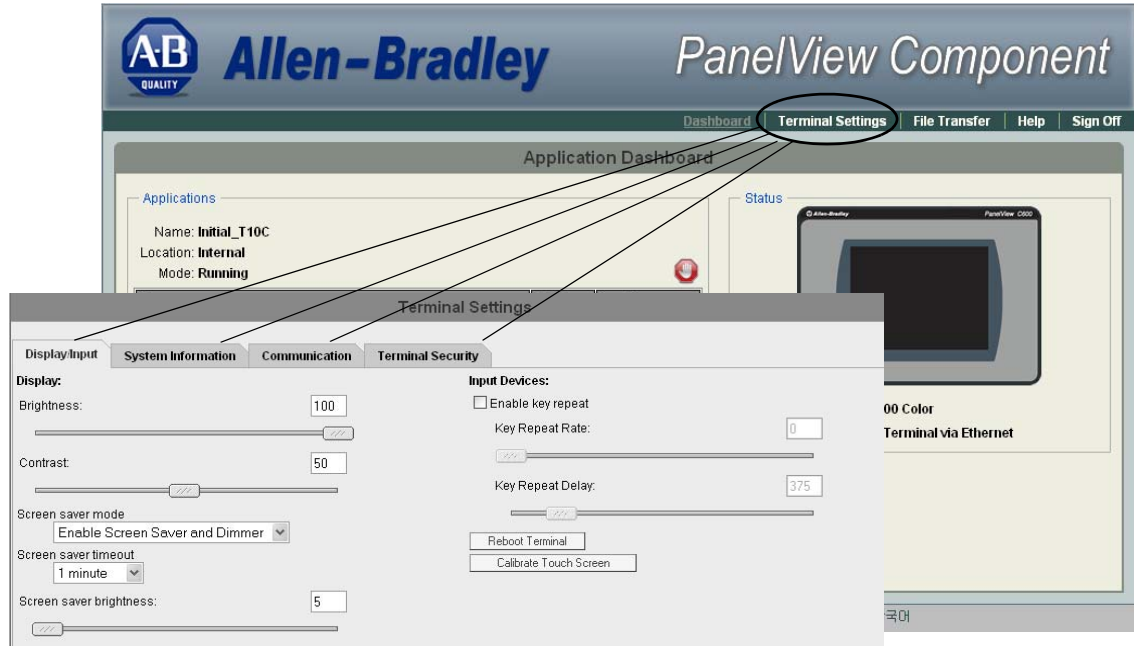 A·B
QUALITY
Allen-Bradley
PanelView Component
Dashboard | Terminal Settings | File Transfer | Help | Sign Off
Application Dashboard
Applications
Name: Initial_T10C
Location: Internal
Mode: Running
Status
Allen-Bradley
PanelView C600
00 Color
Terminal via Ethernet
국어
Terminal Settings
Display/Input
System Information
Communication
Terminal Security
Display:
Brightness: 100
Contrast: 50
Screen saver mode
Enable Screen Saver and Dimmer
Screen saver timeout
1 minute
Screen saver brightness: 5
Input Devices:
Enable key repeat
Key Repeat Rate: 0
Key Repeat Delay: 375
Reboot Terminal
Calibrate Touch Screen